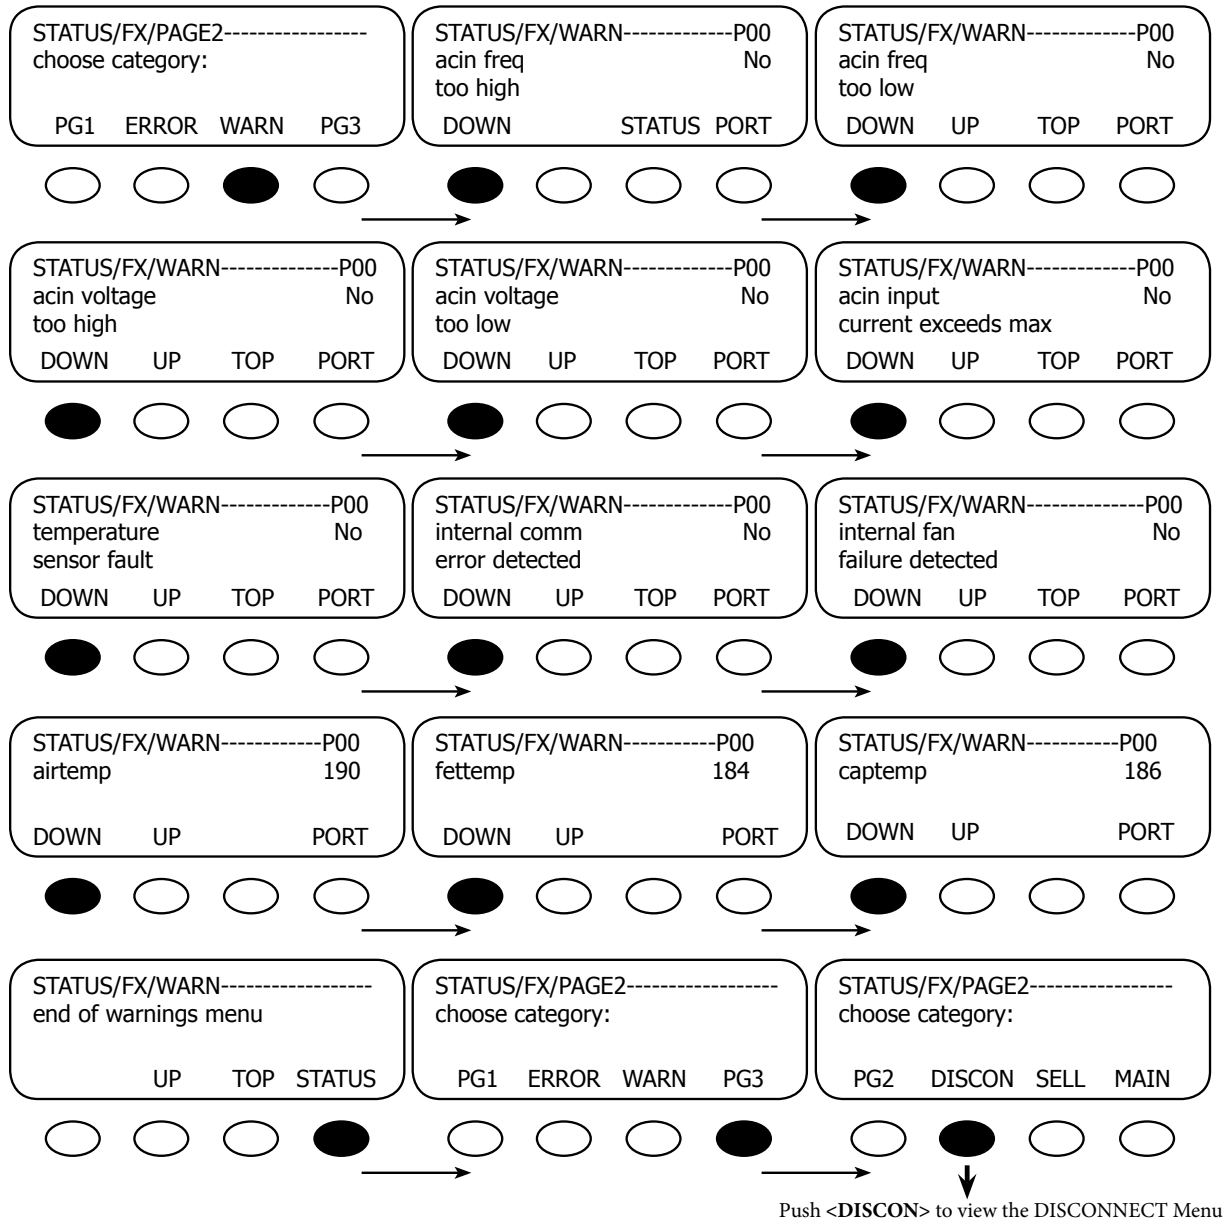 STATUS/FX/PAGE2-----------------
choose category:
PG1 ERROR WARN PG3
STATUS/FX/WARN-------------P00
acin freq No
too high
DOWN STATUS PORT
STATUS/FX/WARN-------------P00
acin freq No
too low
DOWN UP TOP PORT
STATUS/FX/WARN--------------P00
acin voltage No
too high
DOWN UP TOP PORT
STATUS/FX/WARN-------------P00
acin voltage No
too low
DOWN UP TOP PORT
STATUS/FX/WARN-------------P00
acin input No
current exceeds max
DOWN UP TOP PORT
STATUS/FX/WARN-------------P00
temperature No
sensor fault
DOWN UP TOP PORT
STATUS/FX/WARN-------------P00
internal comm No
error detected
DOWN UP TOP PORT
STATUS/FX/WARN--------------P00
internal fan No
failure detected
DOWN UP TOP PORT
STATUS/FX/WARN------------P00
airtemp 190
DOWN UP PORT
STATUS/FX/WARN-----------P00
fettemp 184
DOWN UP PORT
STATUS/FX/WARN-----------P00
captemp 186
DOWN UP PORT
STATUS/FX/WARN------------------
end of warnings menu
UP TOP STATUS
STATUS/FX/PAGE2------------------
choose category:
PG1 ERROR WARN PG3
STATUS/FX/PAGE2-----------------
choose category:
PG2 DISCON SELL MAIN
Push <DISCON> to view the DISCONNECT Menu